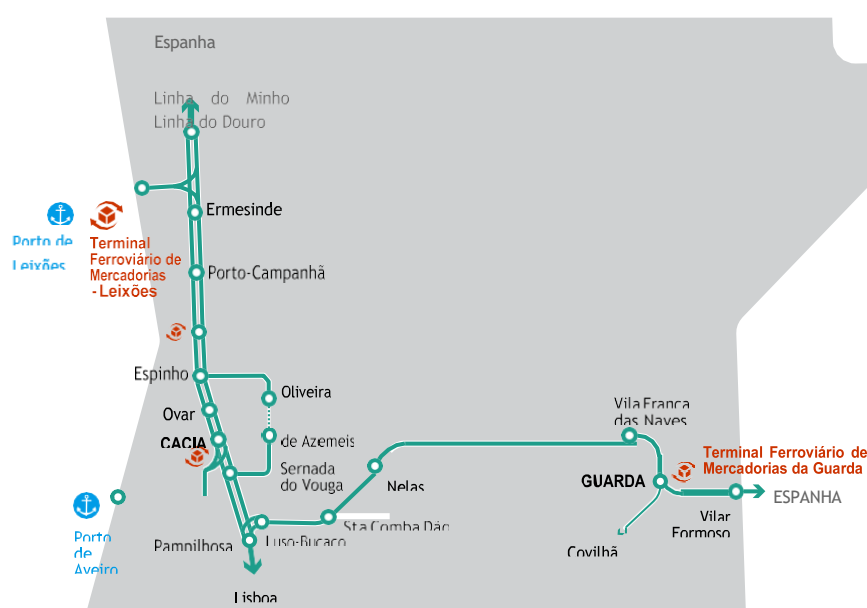 Espanha
Linha do Minho
Linha do Douro
Ermesinde
Porto de
Leixões
Terminal
Ferroviário de
Mercadorias
- Leixões
Porto-Campanhã
Espinho
Oliveira
Ovar
CACIA
de Azemeis
Sernada
do Vouga
Nelas
Vila Franca
das Naves
Terminal Ferroviário de
Mercadorias da Guarda
GUARDA
ESPANHA
Vilar
Formoso
Sta Comba Dão
Porto
de
Aveiro
Pampilhosa
Luso-Buçaco
Covilhã
Lisboa